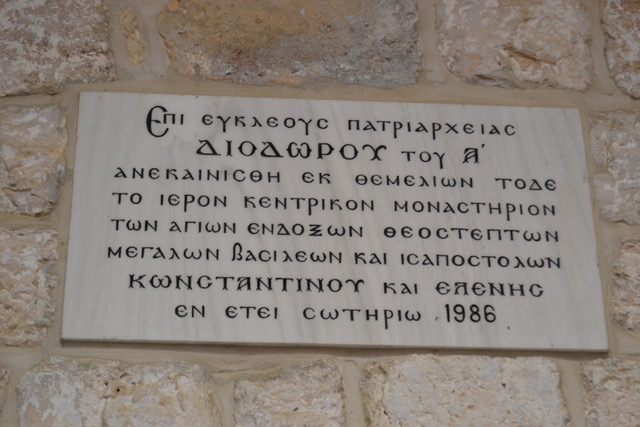 Επι ευκλεουϲ πατριαρχειαϲ
ΔΙΟΔΩΡΟΥ του Α΄
ανεκαινιϲθη εκ θεμελιων τοδε
το ιερον κεντρικον μοναϲτηριον
των αγιων ενδοξων θεοϲτεπτων
μεγαλων βαϲιλεων και ιϲαποϲτολων
κωνϲταντινου και ελενηϲ
εν ετει ϲωτηριω 1986